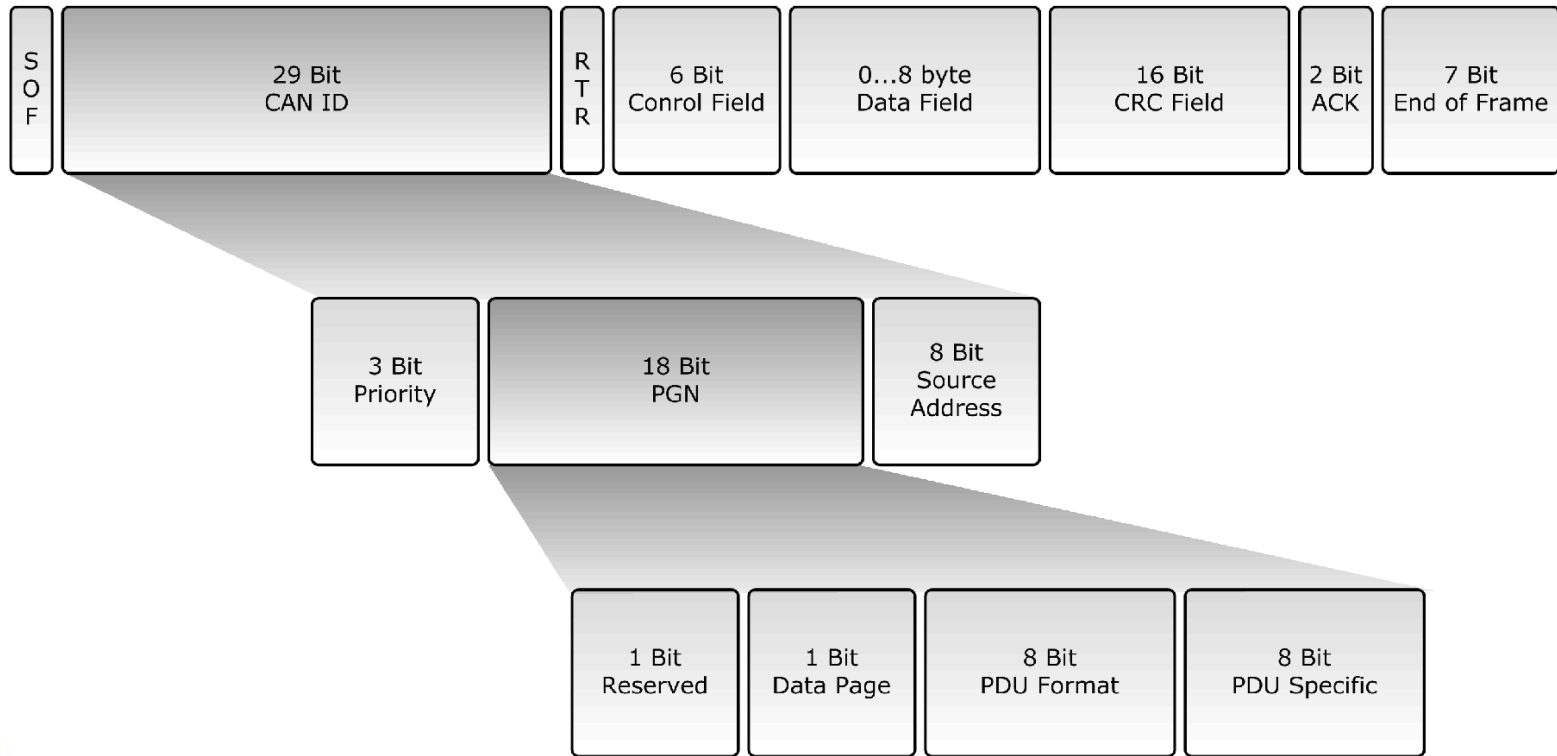 S
O
F
29 Bit
CAN ID
R
T
R
6 Bit
Conrol Field
0...8 byte
Data Field
16 Bit
CRC Field
2 Bit
ACK
7 Bit
End of Frame
3 Bit
Priority
18 Bit
PGN
8 Bit
Source
Address
1 Bit
Reserved
1 Bit
Data Page
8 Bit
PDU Format
8 Bit
PDU Specific